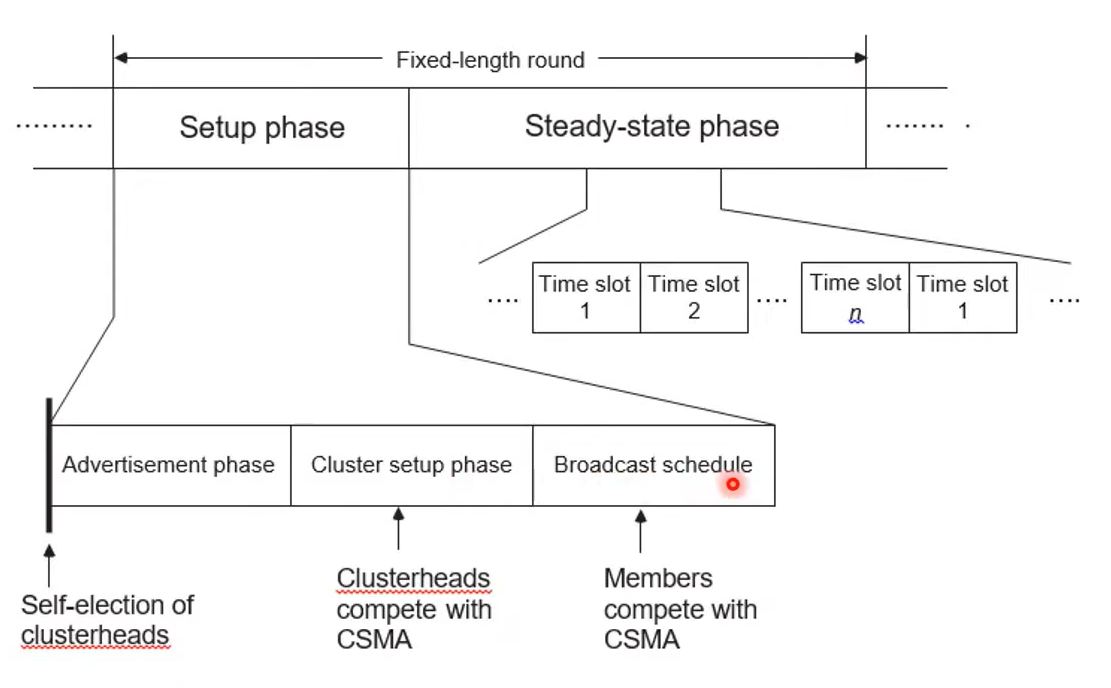 Fixed-length round
......... Setup phase Steady-state phase ....... .
.... Time slot Time slot .... Time slot Time slot ....
1 2 n 1
Advertisement phase Cluster setup phase Broadcast schedule
Self-election of
clusterheads
Clusterheads
compete with
CSMA
Members
compete with
CSMA